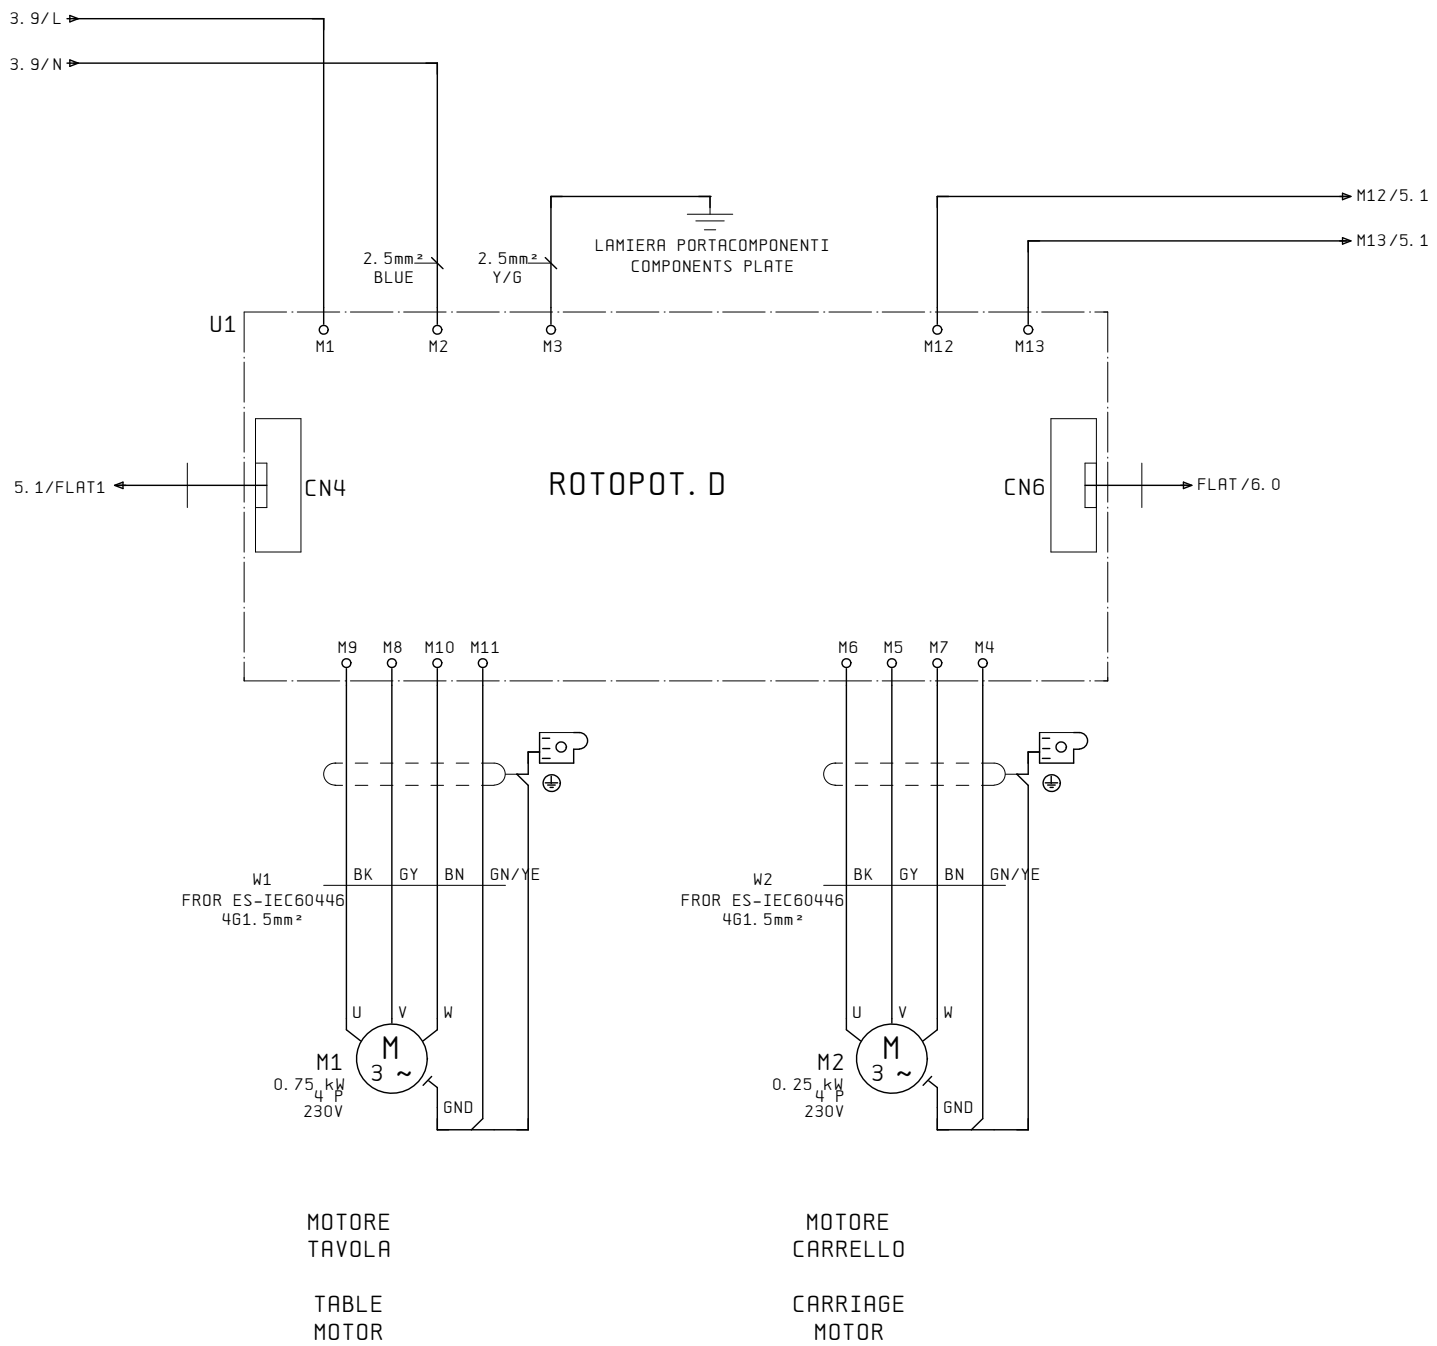 3.9/L
3.9/N
M12/5.1
M13/5.1
LAMIERA PORTACOMPONENTI
COMPONENTS PLATE
2.5mm²
BLUE
2.5mm²
Y/G
U1
M1
M2
M3
M12
M13
5.1/FLAT1
CN4
ROTOPOT.D
CN6
FLAT/6.0
M9
M8
M10
M11
M6
M5
M7
M4
W1
FROR ES-IEC60446
4G1.5mm²
BK
GY
BN
GN/YE
W2
FROR ES-IEC60446
4G1.5mm²
BK
GY
BN
GN/YE
U
V
W
M1
0.75 kW
4 P
230V
M
3 ~
GND
U
V
W
M2
0.25 kW
4 P
230V
M
3 ~
GND
MOTORE
TAVOLA
TABLE
MOTOR
MOTORE
CARRELLO
CARRIAGE
MOTOR